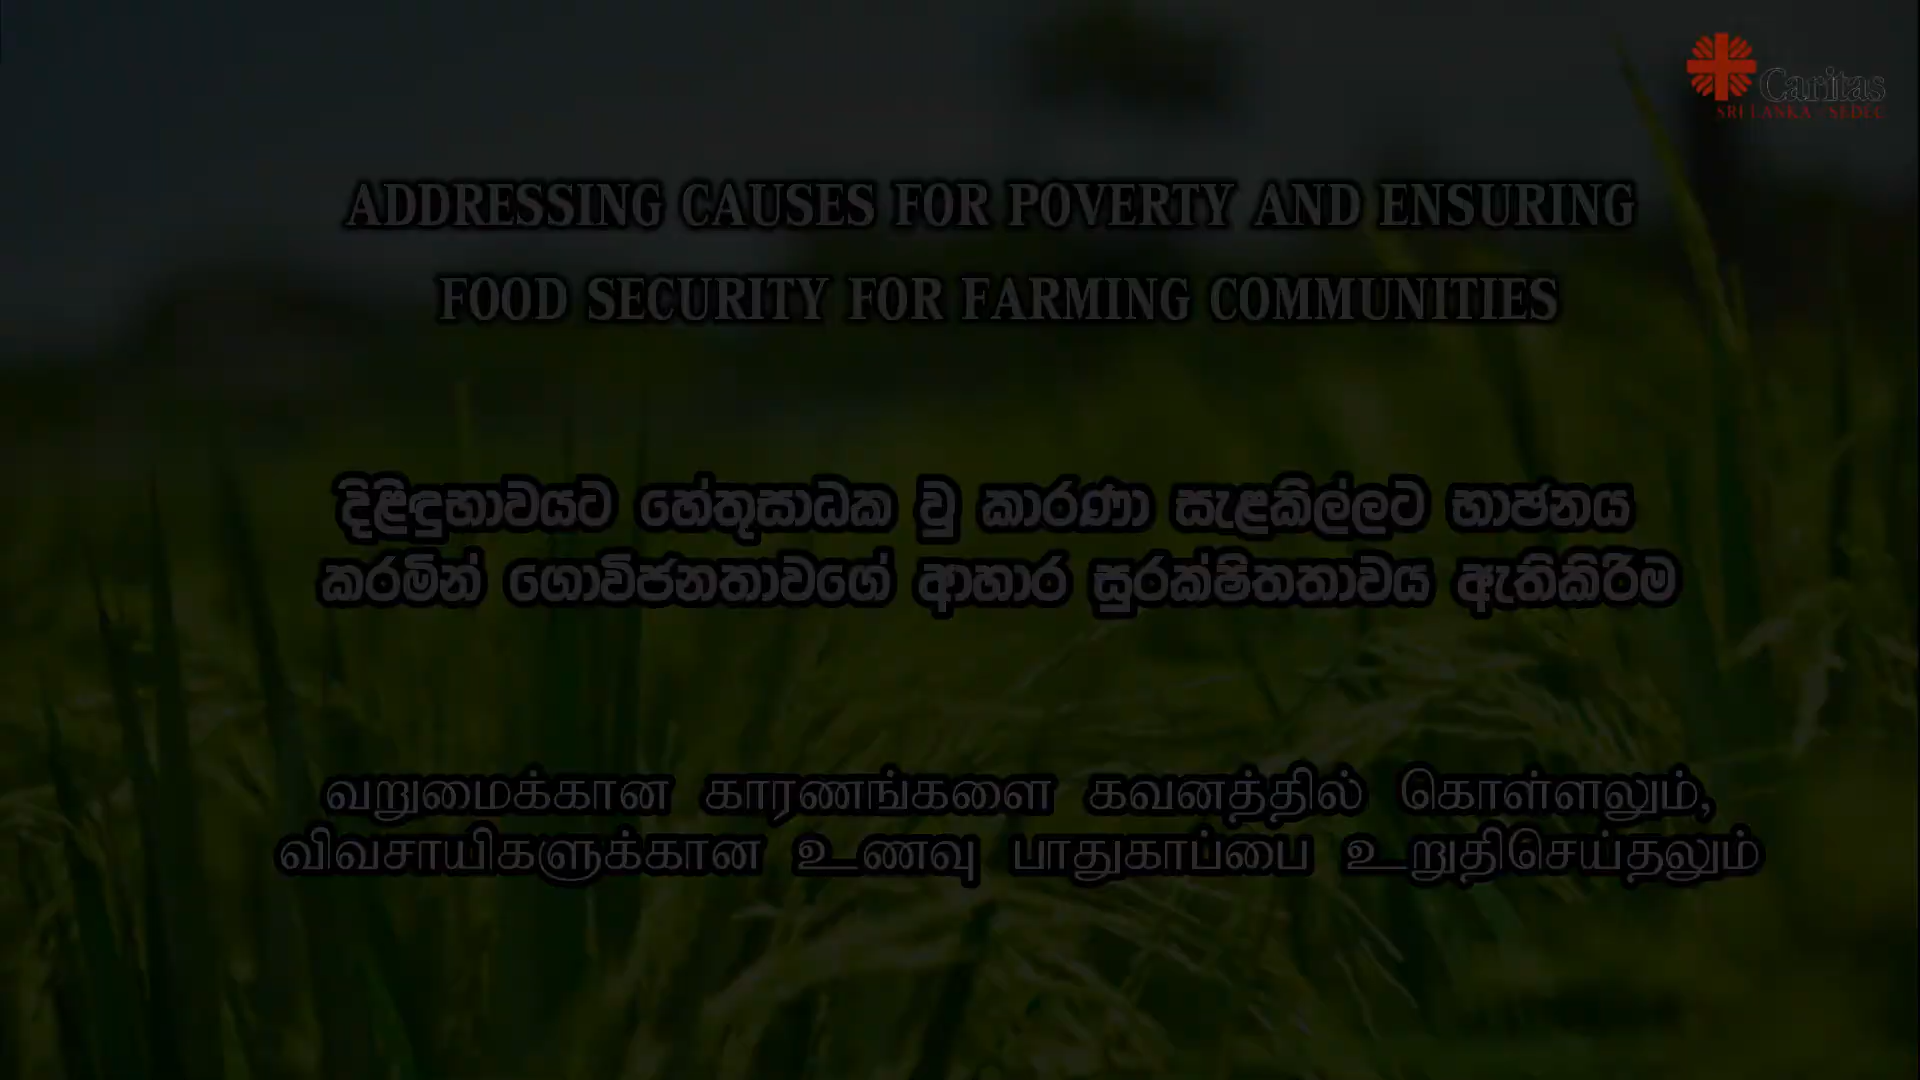 Caritas
SRI LANKA - SEDEC
ADDRESSING CAUSES FOR POVERTY AND ENSURING
FOOD SECURITY FOR FARMING COMMUNITIES
දිළිඳුභාවයට හේතුසාධක වූ කාරණා සැළකිල්ලට භාජනය
කරමින් ගොවිජනතාවගේ ආහාර සුරක්ෂිතතාවය ඇතිකිරීම
வறுமைக்கான காரணங்களை கவனத்தில் கொள்ளலும்,
விவசாயிகளுக்கான உணவு பாதுகாப்பை உறுதிசெய்தலும்